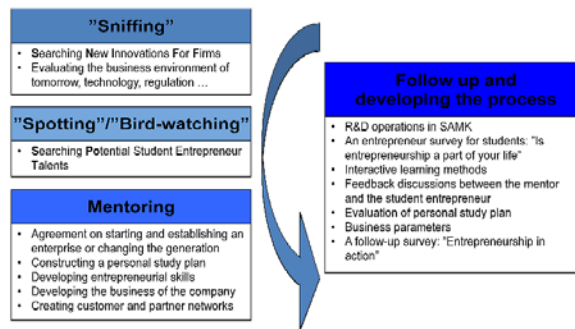 "Sniffing"
• Searching New Innovations For Firms
• Evaluating the business environment of
tomorrow, technology, regulation ...
"Spotting"/"Bird-watching"
• Searching Potential Student Entrepreneur
Talents
Mentoring
• Agreement on starting and establishing an
enterprise or changing the generation
• Constructing a personal study plan
• Developing entrepreneurial skills
• Developing the business of the company
• Creating customer and partner networks
Follow up and
developing the process
• R&D operations in SAMK
• An entrepreneur survey for students: "Is
entrepreneurship a part of your life"
• Interactive learning methods
• Feedback discussions between the mentor
and the student entrepreneur
• Evaluation of personal study plan
• Business parameters
• A follow-up survey: "Entrepreneurship in
action"